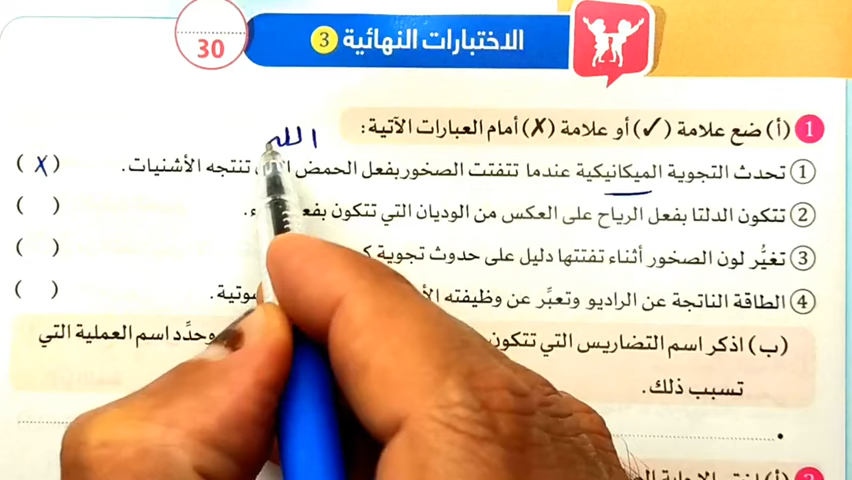 الاختبارات النهائية 3
30
1 (أ) ضع علامة (✓) أو علامة (✗) أمام العبارات الآتية:
الك
① تحدث التجوية الميكانيكية عندما تتفتت الصخور بفعل الحمض تنتجه الأشنيات. (X)
② تتكون الدلتا بفعل الرياح على العكس من الوديان التي تتكون ( )
③ تغيُّر لون الصخور أثناء تفتتها دليل على حدوث تجوية ( )
④ الطاقة الناتجة عن الراديو وتعبِّر عن وظيفته ( )
(ب) اذكر اسم التضاريس التي تتكون وحدِّد اسم العملية التي
تسبب ذلك.